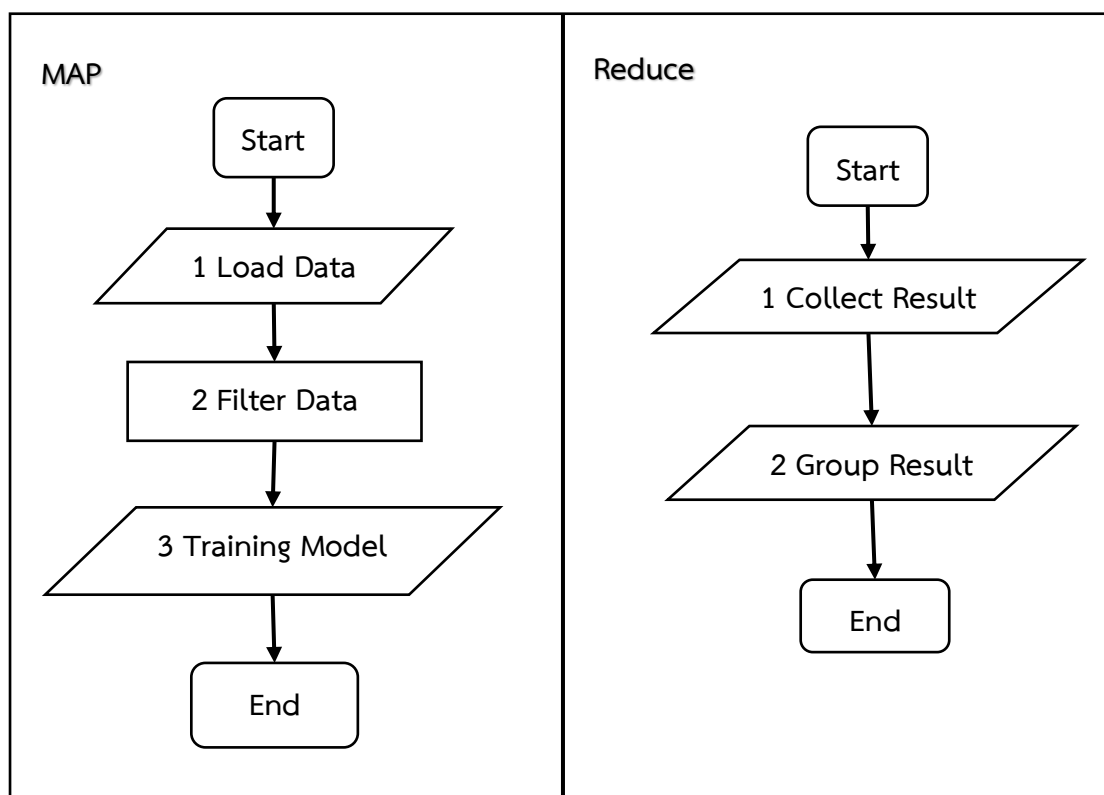 MAP
Start
1 Load Data
2 Filter Data
3 Training Model
End
Reduce
Start
1 Collect Result
2 Group Result
End